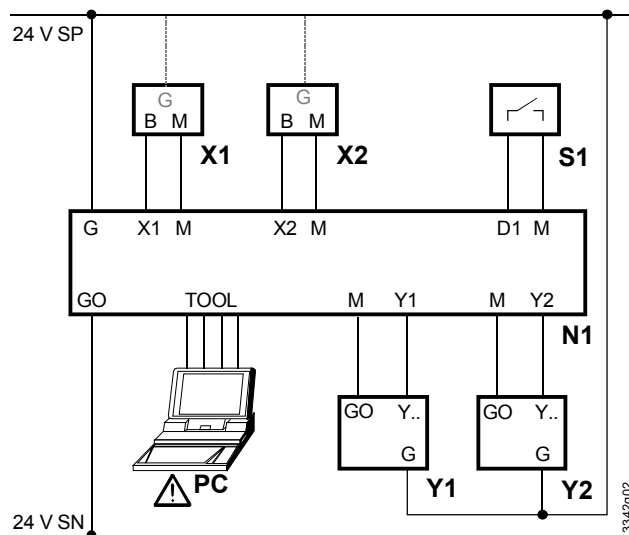 24 V SP
G G
B M B M
X1 X2 S1
G X1 M X2 M D1 M
GO TOOL M Y1 M Y2
N1
GO Y.. GO Y..
G G
PC Y1 Y2
24 V SN
3342a02